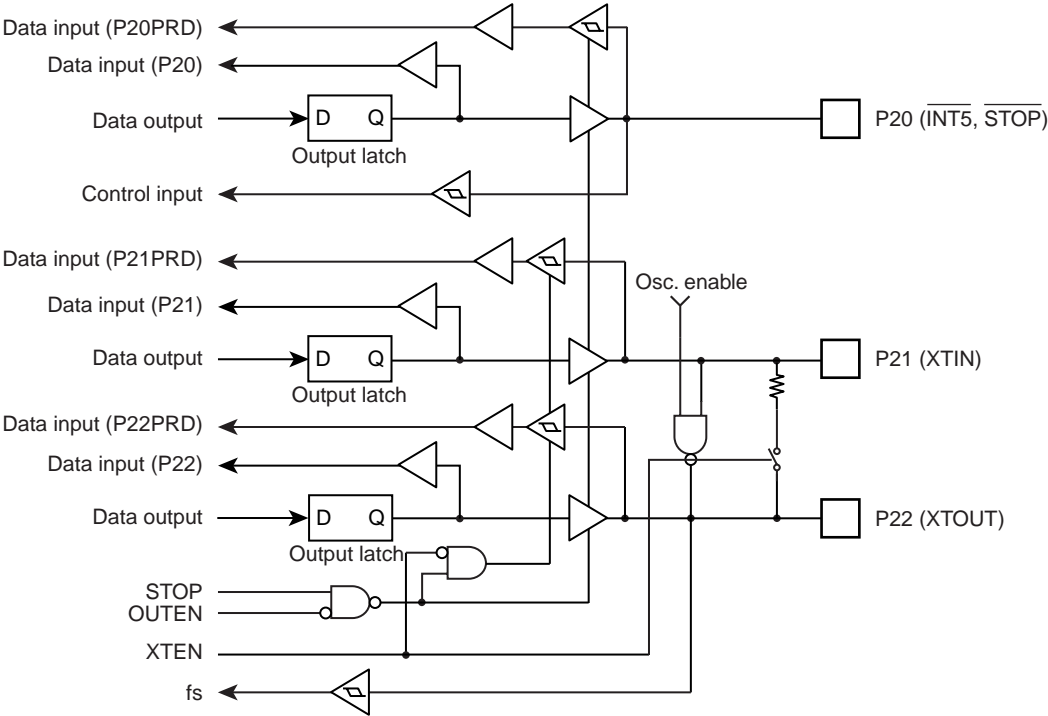 Data input (P20PRD)
Data input (P20)
Data output
D Q
Output latch
P20 (I̅N̅T̅5̅, S̅T̅O̅P̅)
Control input
Data input (P21PRD)
Osc. enable
Data input (P21)
Data output
D Q
Output latch
P21 (XTIN)
Data input (P22PRD)
Data input (P22)
Data output
D Q
Output latch
P22 (XTOUT)
STOP
OUTEN
XTEN
fs